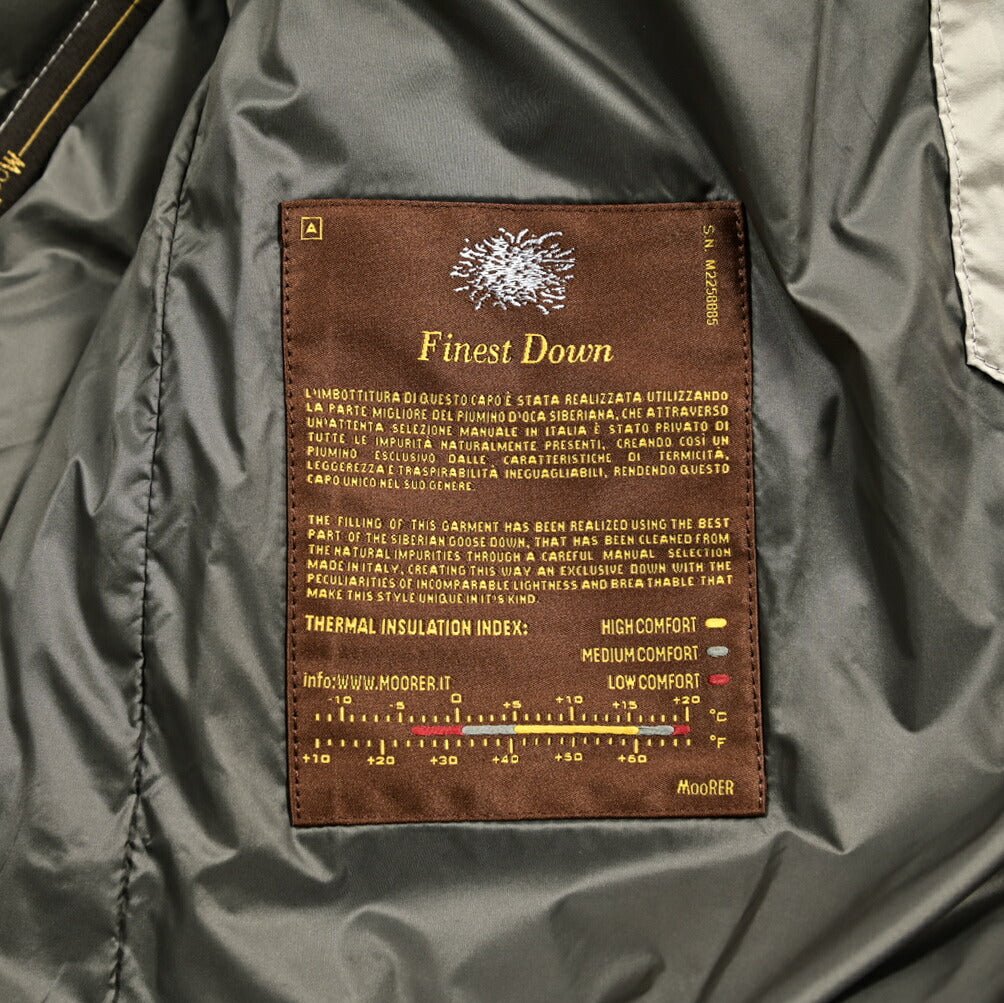 A
S.N. M2258885
Finest Down
L'IMBOTTITURA DI QUESTO CAPO È STATA REALIZZATA UTILIZZANDO
LA PARTE MIGLIORE DEL PIUMINO D'OCA SIBERIANA, CHE ATTRAVERSO
UN'ATTENTA SELEZIONE MANUALE IN ITALIA È STATO PRIVATO DI
TUTTE LE IMPURITÀ NATURALMENTE PRESENTI, CREANDO COSÌ UN
PIUMINO ESCLUSIVO DALLE CARATTERISTICHE DI TERMICITÀ,
LEGGEREZZA E TRASPIRABILITÀ INEGUAGLIABILI, RENDENDO QUESTO
CAPO UNICO NEL SUO GENERE.
THE FILLING OF THIS GARMENT HAS BEEN REALIZED USING THE BEST
PART OF THE SIBERIAN GOOSE DOWN, THAT HAS BEEN CLEANED FROM
THE NATURAL IMPURITIES THROUGH A CAREFUL MANUAL SELECTION
MADE IN ITALY, CREATING THIS WAY AN EXCLUSIVE DOWN WITH THE
PECULIARITIES OF INCOMPARABLE LIGHTNESS AND BREATHABLE THAT
MAKE THIS STYLE UNIQUE IN IT'S KIND.
THERMAL INSULATION INDEX: HIGH COMFORT
MEDIUM COMFORT
info:WWW.MOORER.IT LOW COMFORT
-10 -5 0 +5 +10 +15 +20 °C
+10 +20 +30 +40 +50 +60 °F
MOORER